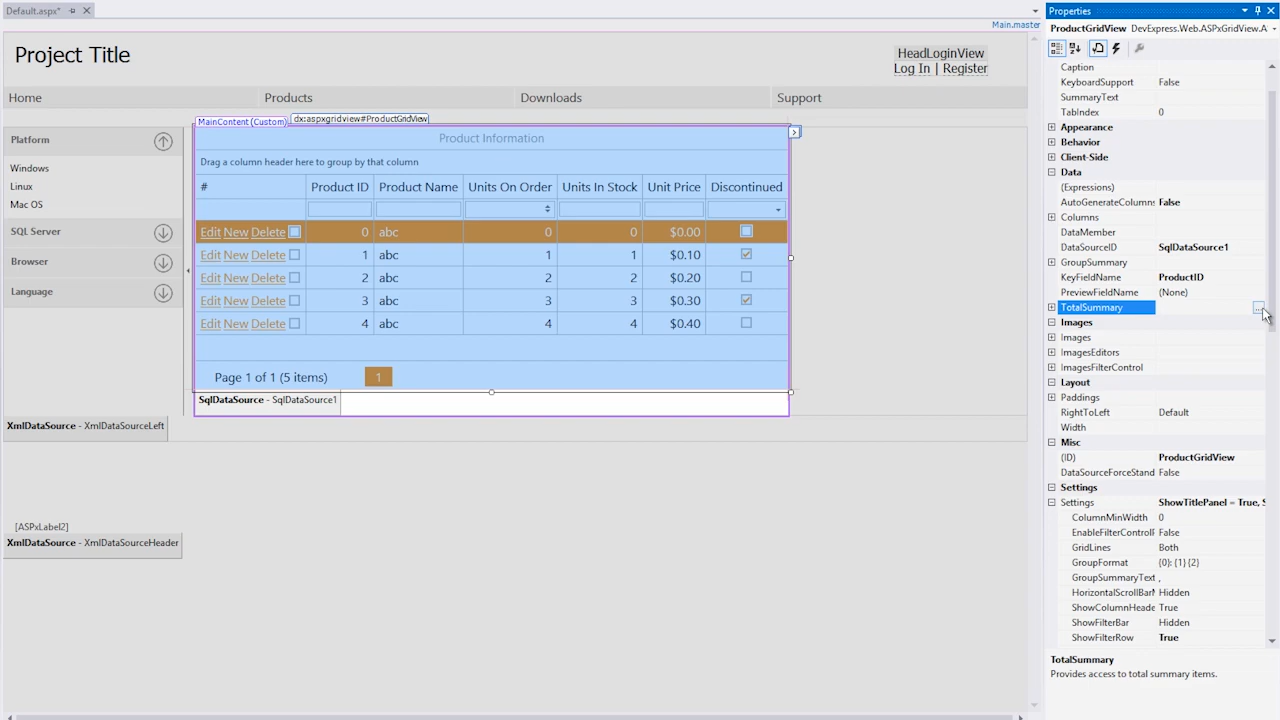 Default.aspx*
Main.master
Project Title
HeadLoginView
Log In | Register
Home
Products
Downloads
Support
MainContent (Custom)
dx:aspxgridview#ProductGridView
Platform
Windows
Linux
Mac OS
SQL Server
Browser
Language
Product Information
Drag a column header here to group by that column
# Product ID Product Name Units On Order Units In Stock Unit Price Discontinued
Edit New Delete 0 abc 0 0 $0.00
Edit New Delete 1 abc 1 1 $0.10
Edit New Delete 2 abc 2 2 $0.20
Edit New Delete 3 abc 3 3 $0.30
Edit New Delete 4 abc 4 4 $0.40
Page 1 of 1 (5 items) 1
SqlDataSource - SqlDataSource1
XmlDataSource - XmlDataSourceLeft
[ASPxLabel2]
XmlDataSource - XmlDataSourceHeader
Properties
ProductGridView DevExpress.Web.ASPxGridView.A
Caption
KeyboardSupport False
SummaryText
TabIndex 0
Appearance
Behavior
Client-Side
Data
(Expressions)
AutoGenerateColumns False
Columns
DataMember
DataSourceID SqlDataSource1
GroupSummary
KeyFieldName ProductID
PreviewFieldName (None)
TotalSummary ...
Images
Images
ImagesEditors
ImagesFilterControl
Layout
Paddings
RightToLeft Default
Width
Misc
(ID) ProductGridView
DataSourceForceStand False
Settings
Settings ShowTitlePanel = True, S
ColumnMinWidth 0
EnableFilterControlF False
GridLines Both
GroupFormat {0}: {1} {2}
GroupSummaryText ,
HorizontalScrollBarM Hidden
ShowColumnHeade True
ShowFilterBar Hidden
ShowFilterRow True
TotalSummary
Provides access to total summary items.